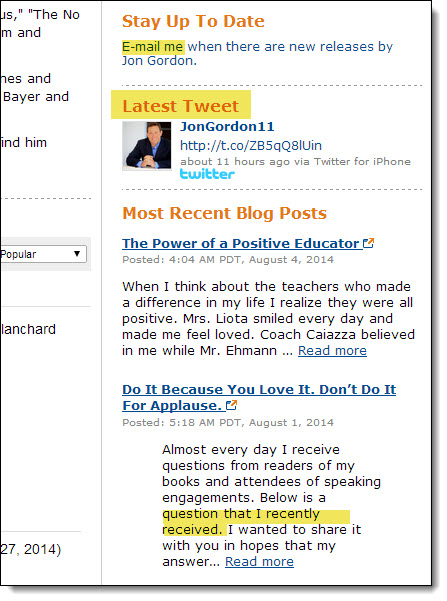 us," "The No
m and
nes and
Bayer and
ind him
Popular
lanchard
27, 2014)
Stay Up To Date
E-mail me when there are new releases by
Jon Gordon.
Latest Tweet
JonGordon11
http://t.co/ZB5qQ8lUin
about 11 hours ago via Twitter for iPhone
twitter
Most Recent Blog Posts
The Power of a Positive Educator
Posted: 4:04 AM PDT, August 4, 2014
When I think about the teachers who made
a difference in my life I realize they were all
positive. Mrs. Liota smiled every day and
made me feel loved. Coach Caiazza believed
in me while Mr. Ehmann ... Read more
Do It Because You Love It. Don’t Do It
For Applause.
Posted: 5:18 AM PDT, August 1, 2014
Almost every day I receive
questions from readers of my
books and attendees of speaking
engagements. Below is a
question that I recently
received. I wanted to share it
with you in hopes that my
answer… Read more